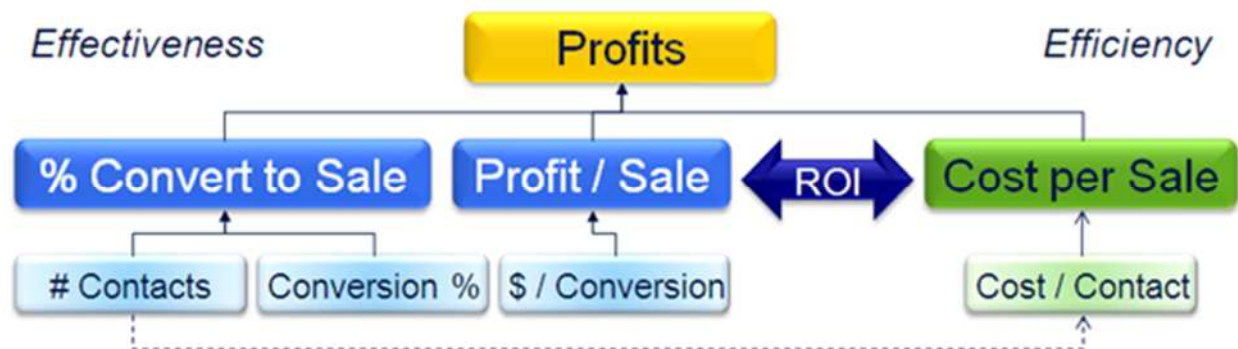 Effectiveness
Profits
Efficiency
% Convert to Sale
Profit / Sale
ROI
Cost per Sale
# Contacts
Conversion %
$ / Conversion
Cost / Contact